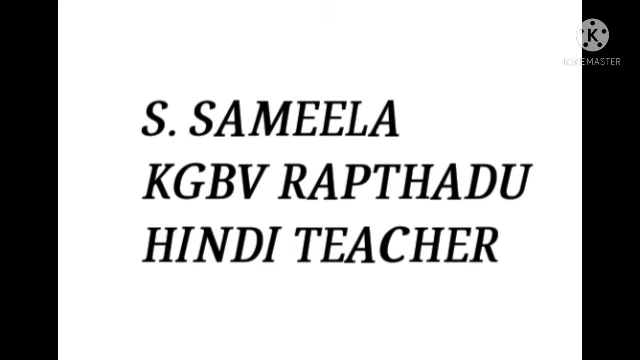 K
KINEMASTER
S. SAMEELA
KGBV RAPTHADU
HINDI TEACHER